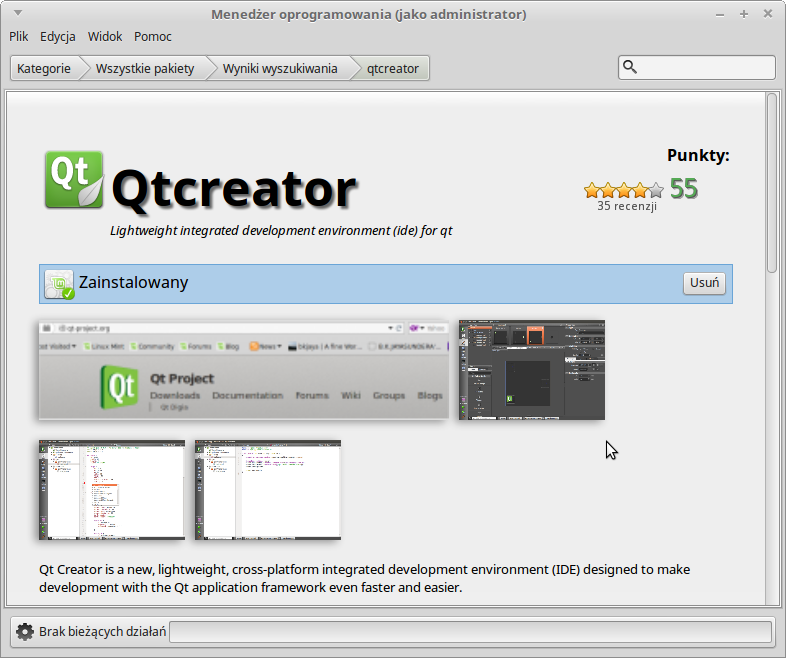 Menedżer oprogramowania (jako administrator)
Plik Edycja Widok Pomoc
Kategorie Wszystkie pakiety Wyniki wyszukiwania qtcreator
Qt Qtcreator
Punkty:
55
35 recenzji
Lightweight integrated development environment (ide) for qt
Zainstalowany Usuń
qt-project.org
Linux Mint Community Forums Blog News
Qt Qt Project
Downloads Documentation Forums Wiki Groups Blogs
Qt Digia
Qt Creator is a new, lightweight, cross-platform integrated development environment (IDE) designed to make
development with the Qt application framework even faster and easier.
Brak bieżących działań